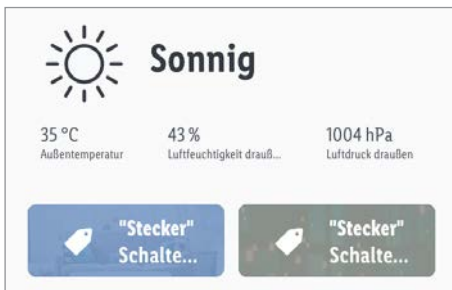 Sonnig
35 °C
43 %
1004 hPa
Außentemperatur
Luftfeuchtigkeit drauß...
Luftdruck draußen
"Stecker"
Schalte...
"Stecker"
Schalte...